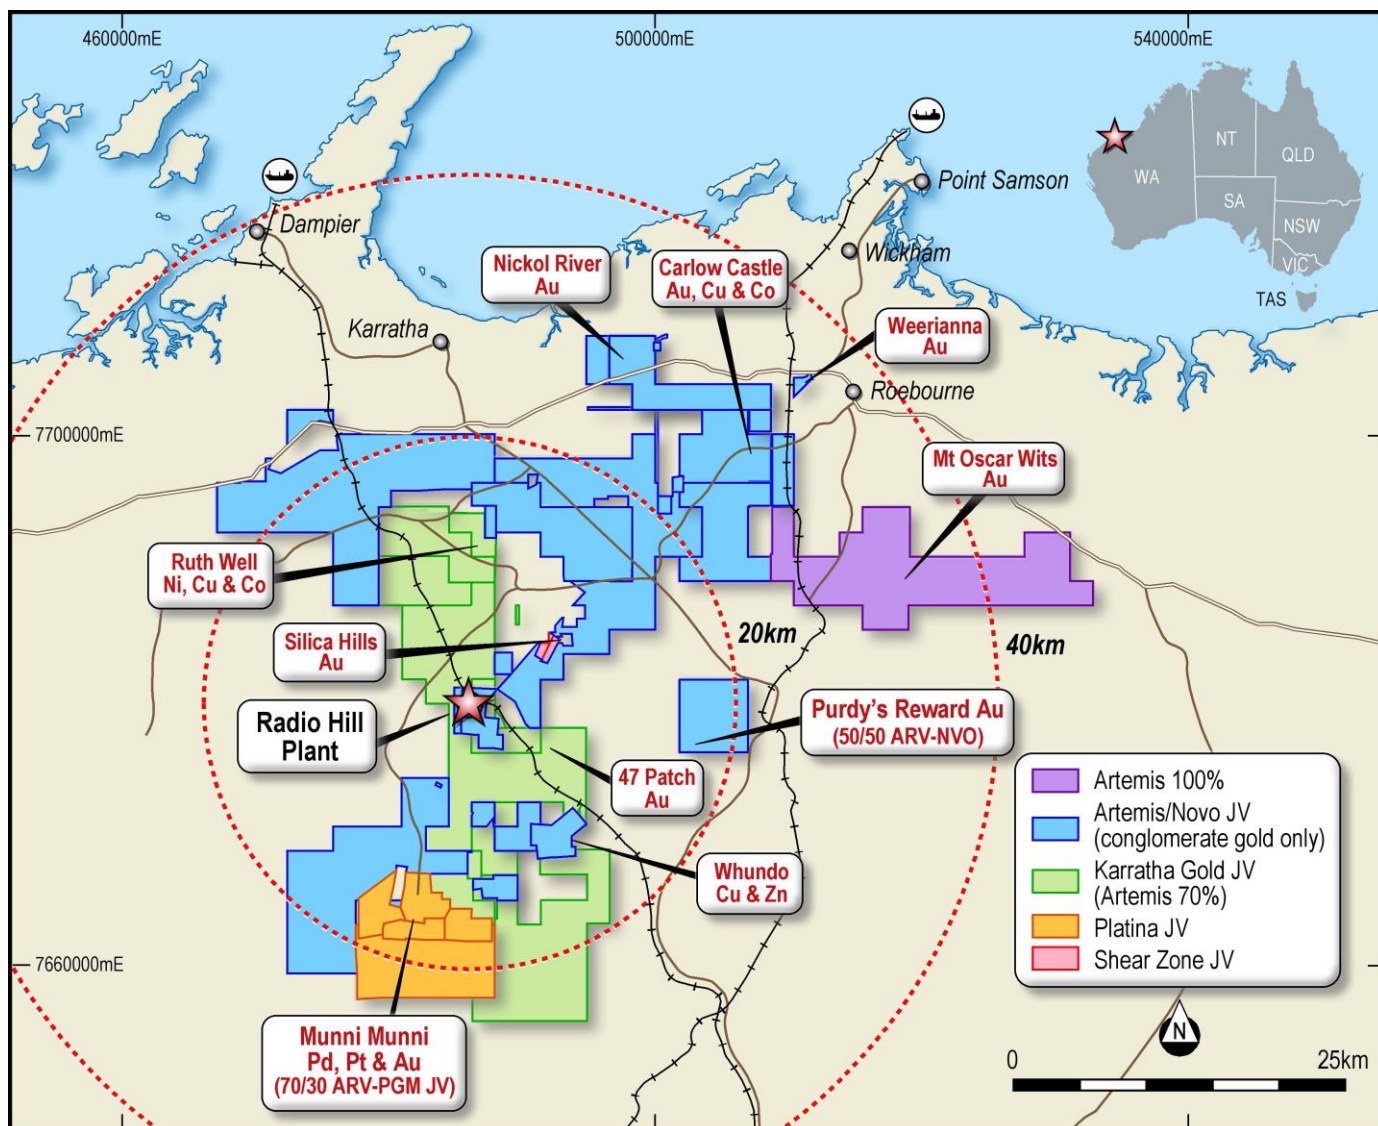 460000mE
500000mE
540000mE
NT
QLD
WA
SA
NSW
VIC
TAS
Point Samson
Dampier
Wickham
Nickol River
Au
Carlow Castle
Au, Cu & Co
Weerianna
Au
Karratha
Roebourne
7700000mE
Mt Oscar Wits
Au
Ruth Well
Ni, Cu & Co
Silica Hills
Au
20km
40km
Radio Hill
Plant
Purdy's Reward Au
(50/50 ARV-NVO)
47 Patch
Au
Whundo
Cu & Zn
Artemis 100%
Artemis/Novo JV
(conglomerate gold only)
Karratha Gold JV
(Artemis 70%)
Platina JV
Shear Zone JV
7660000mE
Munni Munni
Pd, Pt & Au
(70/30 ARV-PGM JV)
N
0
25km